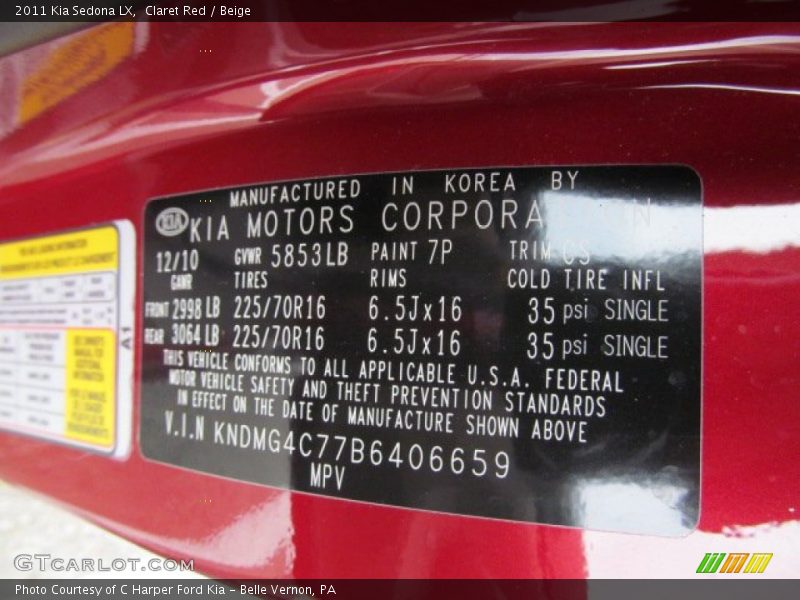 2011 Kia Sedona LX,  Claret Red / Beige
MANUFACTURED IN KOREA BY
KIA KIA MOTORS CORPORATION
12/10 GVWR 5853LB PAINT 7P TRIM CS
GAWR TIRES RIMS COLD TIRE INFL
FRONT 2998 LB 225/70R16 6.5Jx16 35 psi SINGLE
REAR 3064 LB 225/70R16 6.5Jx16 35 psi SINGLE
THIS VEHICLE CONFORMS TO ALL APPLICABLE U.S.A. FEDERAL
MOTOR VEHICLE SAFETY AND THEFT PREVENTION STANDARDS
IN EFFECT ON THE DATE OF MANUFACTURE SHOWN ABOVE
V.I.N KNDMG4C77B6406659
MPV
GTcarlot.com
Photo Courtesy of C Harper Ford Kia – Belle Vernon, PA